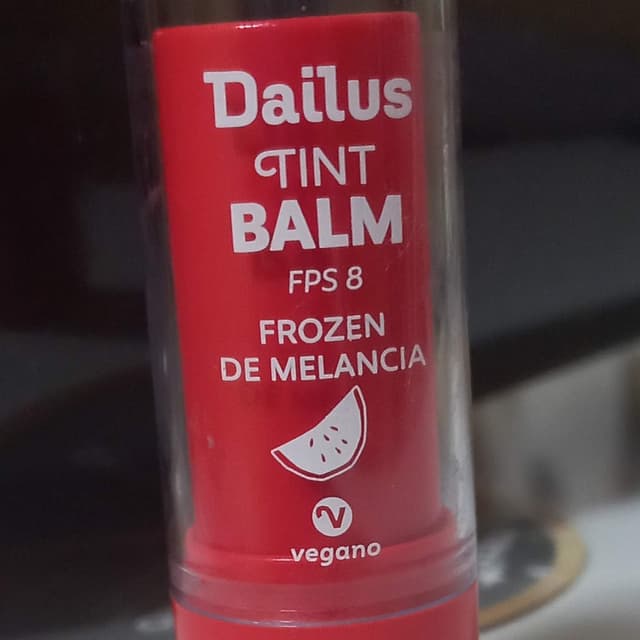 Dailus
TINT
BALM
FPS 8
FROZEN
DE MELANCIA
V
vegano